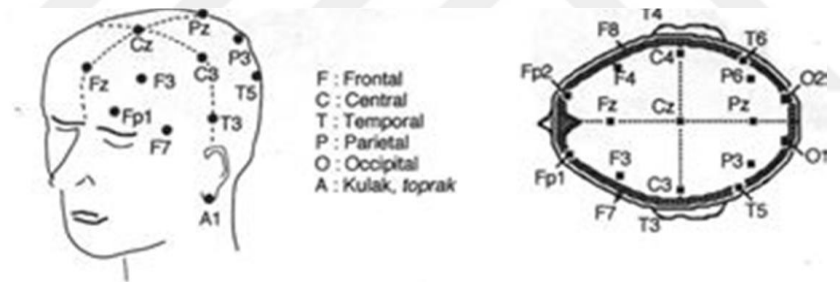 Pz
Cz
P3
Fz
F3
C3
T5
Fp1
F7
T3
A1
F : Frontal
C : Central
T : Temporal
P : Parietal
O : Occipital
A : Kulak, toprak
T4
F8
C4
T6
Fp2
F4
P6
O2
Fz
Cz
Pz
Fp1
F3
C3
P3
O1
F7
T3
T5